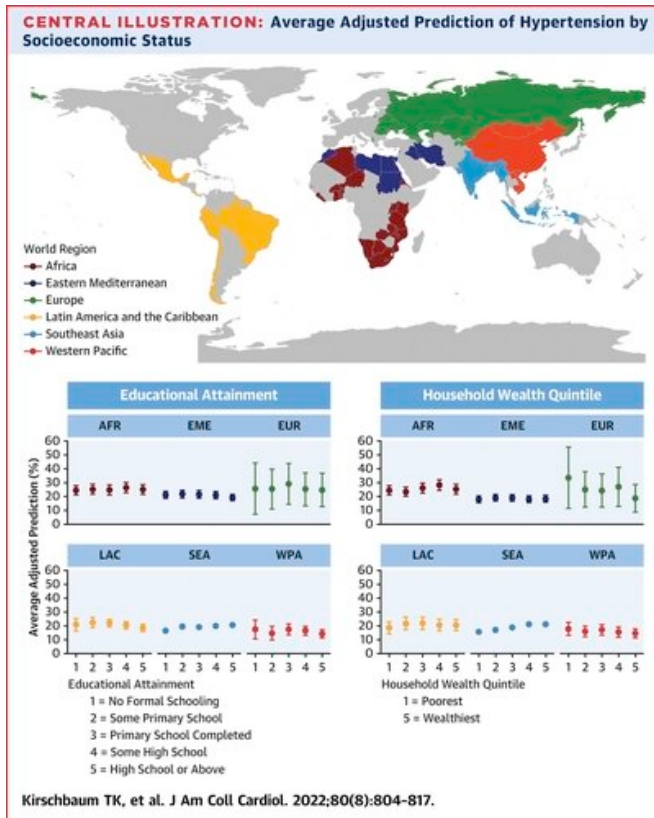 CENTRAL ILLUSTRATION: Average Adjusted Prediction of Hypertension by
Socioeconomic Status
World Region
Africa
Eastern Mediterranean
Europe
Latin America and the Caribbean
Southeast Asia
Western Pacific
Educational Attainment
AFR EME EUR
60
50
40
30
20
10
0
LAC SEA WPA
60
50
40
30
20
10
0
Average Adjusted Prediction (%)
1 2 3 4 5 1 2 3 4 5 1 2 3 4 5
Educational Attainment
1 = No Formal Schooling
2 = Some Primary School
3 = Primary School Completed
4 = Some High School
5 = High School or Above
Household Wealth Quintile
AFR EME EUR
60
50
40
30
20
10
0
LAC SEA WPA
60
50
40
30
20
10
0
1 2 3 4 5 1 2 3 4 5 1 2 3 4 5
Household Wealth Quintile
1 = Poorest
5 = Wealthiest
Kirschbaum TK, et al. J Am Coll Cardiol. 2022;80(8):804–817.